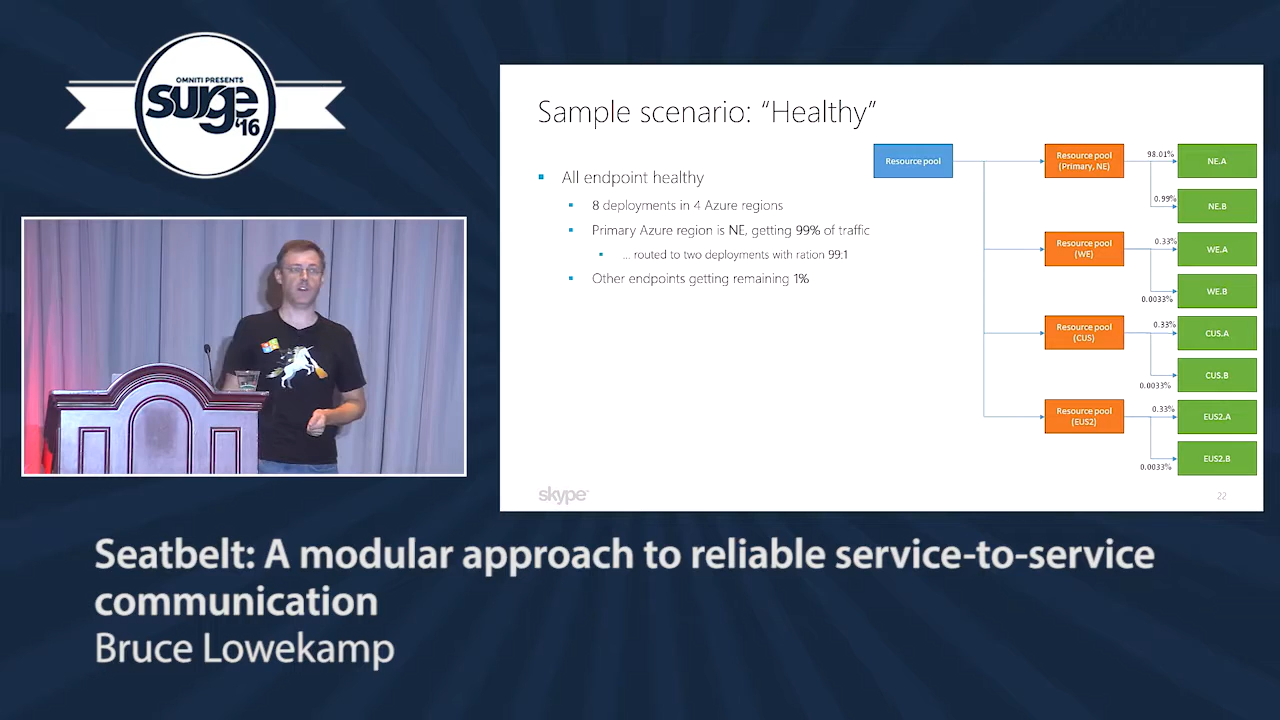 OMNITI PRESENTS
surge
'16
Sample scenario: “Healthy”
All endpoint healthy
8 deployments in 4 Azure regions
Primary Azure region is NE, getting 99% of traffic
... routed to two deployments with ration 99:1
Other endpoints getting remaining 1%
Resource pool
Resource pool
(Primary, NE)
98.01%
NE.A
0.99%
NE.B
Resource pool
(WE)
0.33%
WE.A
0.0033%
WE.B
Resource pool
(CUS)
0.33%
CUS.A
0.0033%
CUS.B
Resource pool
(EUS2)
0.33%
EUS2.A
0.0033%
EUS2.B
skype
22
Seatbelt: A modular approach to reliable service-to-service
communication
Bruce Lowekamp